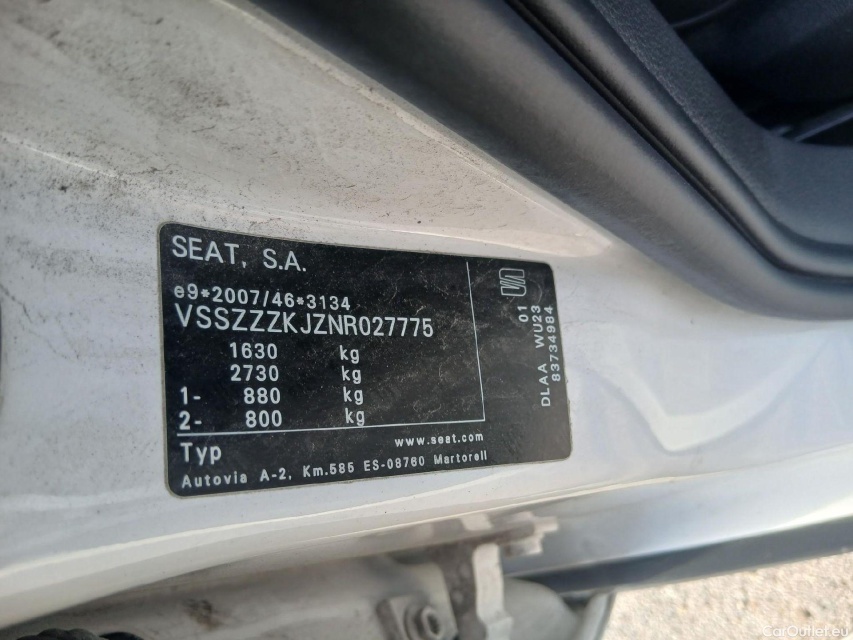 SEAT, S.A.
e9*2007/46*3134
VSSZZZKJZNR027775
1630 kg
2730 kg
1- 880 kg
2- 800 kg
Typ
www.seat.com
Autovia A-2, Km.585 ES-08760 Martorell
01
DLAA WU23
83734984
CarOutlet.eu